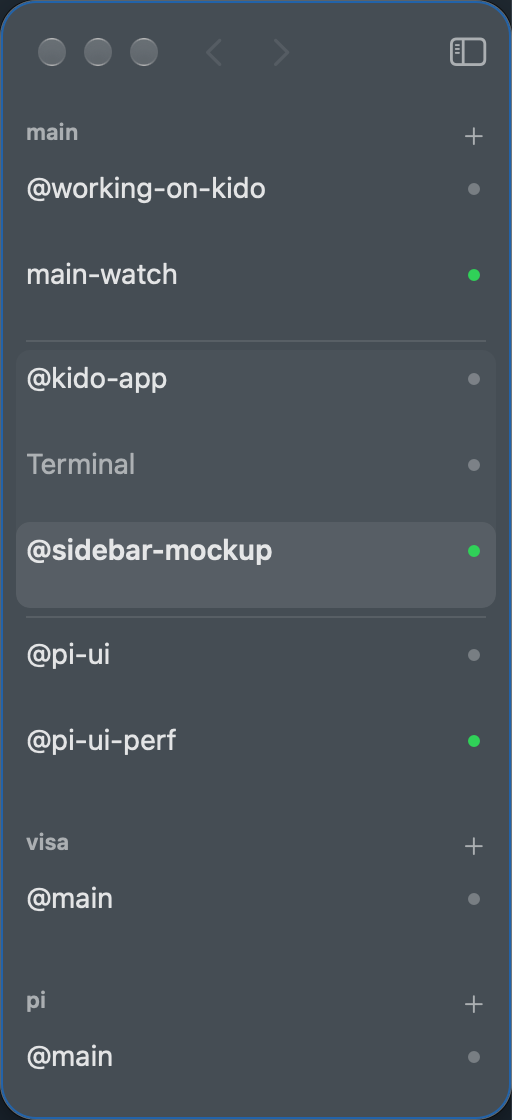 main
@working-on-kido
main-watch
@kido-app
Terminal
@sidebar-mockup
@pi-ui
@pi-ui-perf
visa
@main
pi
@main